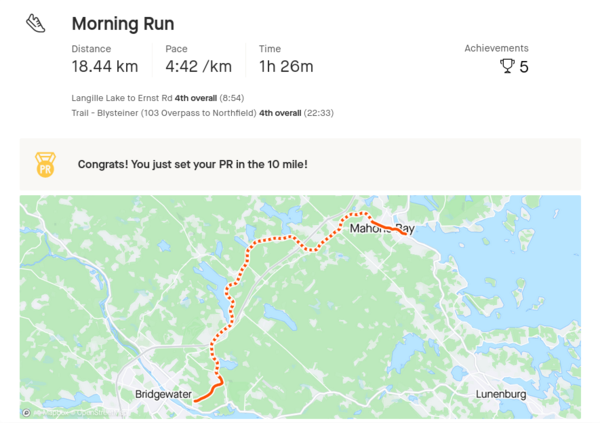 Morning Run
Distance
18.44 km
Pace
4:42 /km
Time
1h 26m
Achievements
5
Langille Lake to Ernst Rd 4th overall (8:54)
Trail - Blysteiner (103 Overpass to Northfield) 4th overall (22:33)
PR
Congrats! You just set your PR in the 10 mile!
Mahone Bay
Bridgewater
Lunenburg